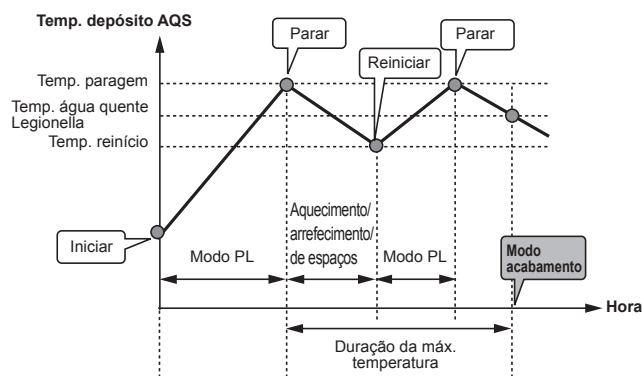 Temp. depósito AQS
Parar
Parar
Reiniciar
Temp. paragem
Temp. água quente
Legionella
Temp. reinício
Iniciar
Modo PL
Aquecimento/
arrefecimento/
de espaços
Modo PL
Modo
acabamento
Hora
Duração da máx.
temperatura